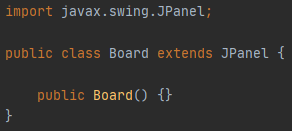 import javax.swing.JPanel;
public class Board extends JPanel {
    public Board() {}
}